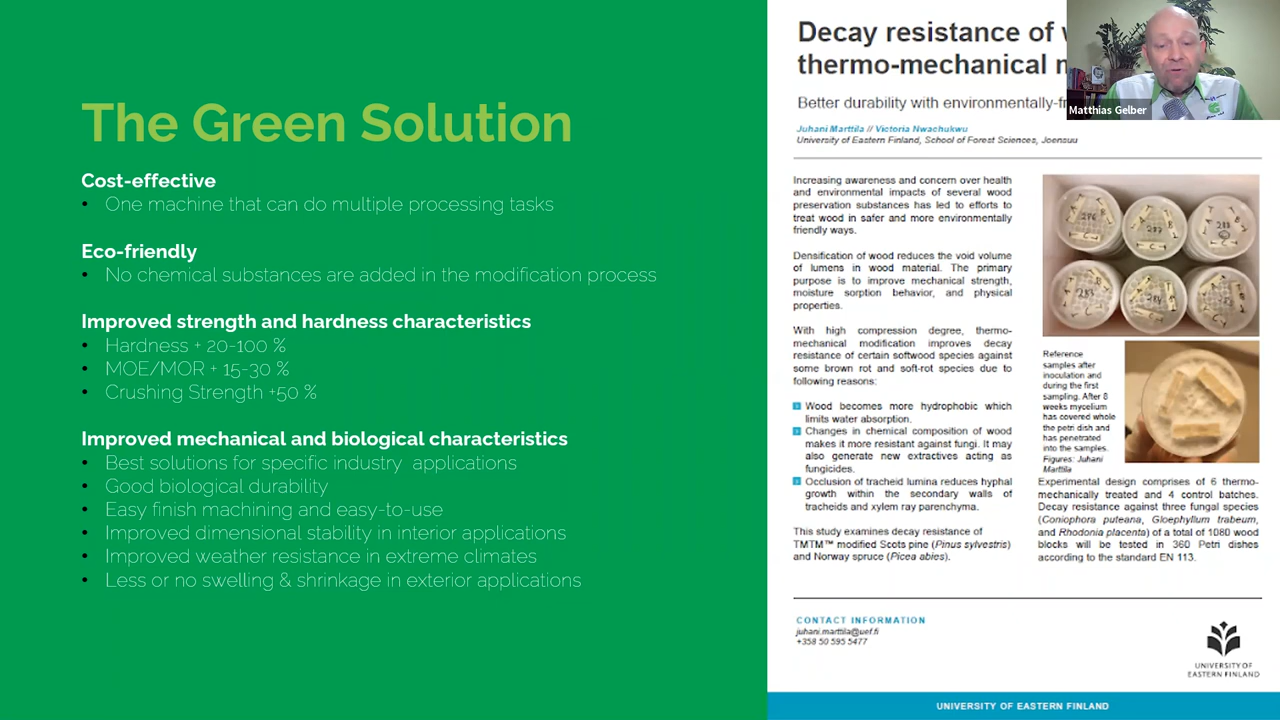 The Green Solution
Cost-effective
• One machine that can do multiple processing tasks
Eco-friendly
• No chemical substances are added in the modification process
Improved strength and hardness characteristics
• Hardness + 20-100 %
• MOE/MOR + 15-30 %
• Crushing Strength +50 %
Improved mechanical and biological characteristics
• Best solutions for specific industry applications
• Good biological durability
• Easy finish machining and easy-to-use
• Improved dimensional stability in interior applications
• Improved weather resistance in extreme climates
• Less or no swelling & shrinkage in exterior applications
Decay resistance of
thermo-mechanical
Better durability with
Juhani Marttila // Victoria Nwachukwu
University of Eastern Finland, School of Forest Sciences, Joensuu
Matthias Gelber
Increasing awareness and concern over health
and environmental impacts of several wood
preservation substances has led to efforts to
treat wood in safer and more environmentally
friendly ways.
Densification of wood reduces the void volume
of lumens in wood material. The primary
purpose is to improve mechanical strength,
moisture sorption behavior, and physical
properties.
With high compression degree, thermo-
mechanical modification improves decay
resistance of certain softwood species against
some brown rot and soft-rot species due to
following reasons:
Wood becomes more hydrophobic which
limits water absorption.
Changes in chemical composition of wood
makes it more resistant against fungi. It may
also generate new extractives acting as
fungicides.
Occlusion of tracheid lumina reduces hyphal
growth within the secondary walls of
tracheids and xylem ray parenchyma.
This study examines decay resistance of
TMTM™ modified Scots pine (Pinus sylvestris)
and Norway spruce (Picea abies).
Reference
samples after
inoculation and
during the first
sampling. After 8
weeks mycelium
has covered whole
the petri dish and
has penetrated
into the samples.
Figures: Juhani
Marttila
Experimental design comprises of 6 thermo-
mechanically treated and 4 control batches.
Decay resistance against three fungal species
(Coniophora puteana, Gloephyllum trabeum,
and Rhodonia placenta) of a total of 1080 wood
blocks will be tested in 360 Petri dishes
according to the standard EN 113.
CONTACT INFORMATION
juhani.marttila@uef.fi
+358 50 595 5477
UNIVERSITY OF
EASTERN FINLAND
UNIVERSITY OF EASTERN FINLAND